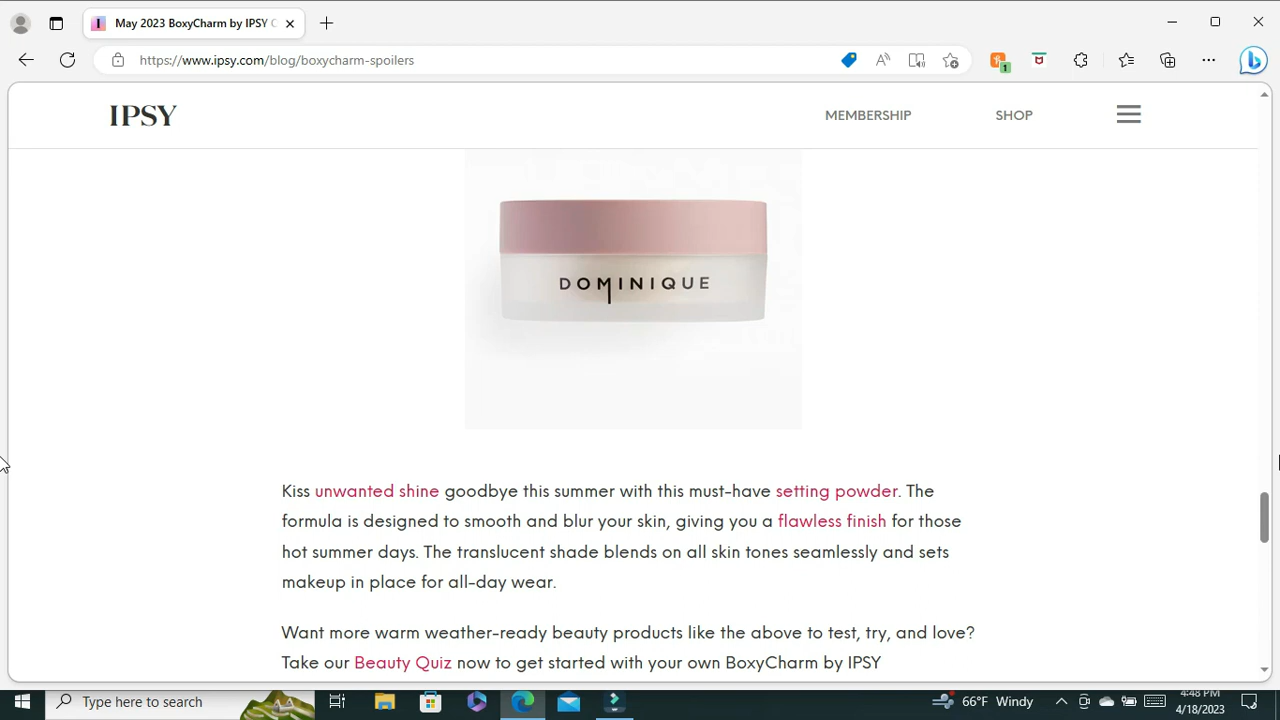 May 2023 BoxyCharm by IPSY C
https://www.ipsy.com/blog/boxycharm-spoilers
1
IPSY
MEMBERSHIP
SHOP
DOMINIQUE
Kiss unwanted shine goodbye this summer with this must-have setting powder. The
formula is designed to smooth and blur your skin, giving you a flawless finish for those
hot summer days. The translucent shade blends on all skin tones seamlessly and sets
makeup in place for all-day wear.
Want more warm weather-ready beauty products like the above to test, try, and love?
Take our Beauty Quiz now to get started with your own BoxyCharm by IPSY
Type here to search
66°F Windy
4:48 PM
4/18/2023